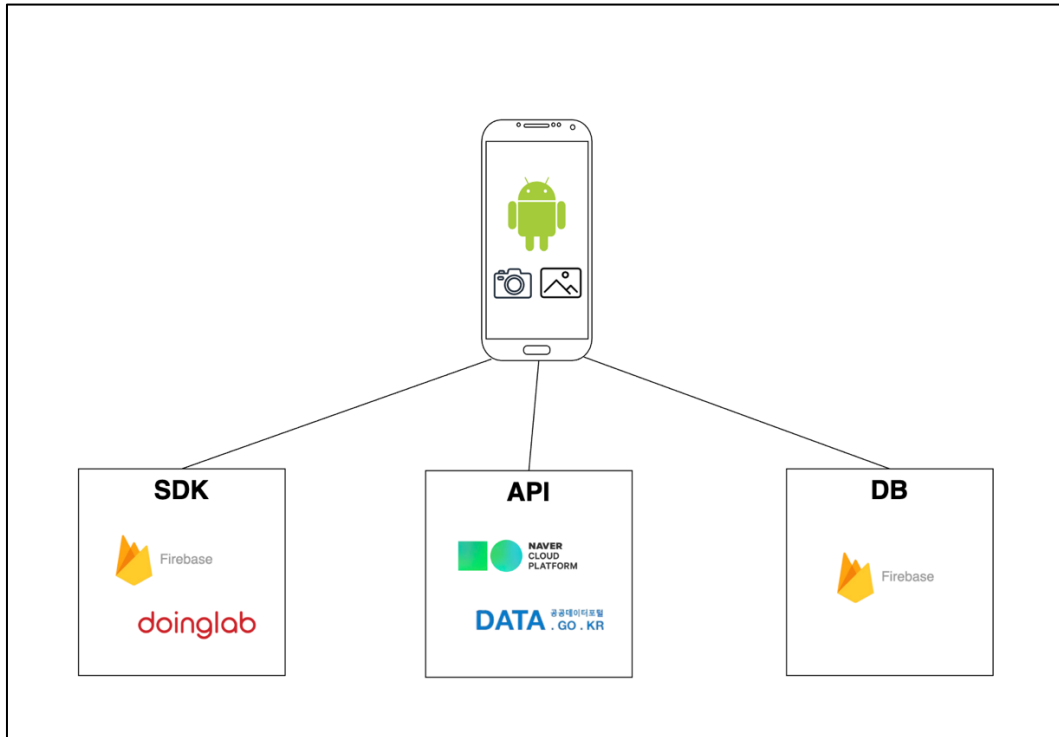 SDK
Firebase
doinglab
API
NAVER
CLOUD
PLATFORM
DATA 공공데이터포털
. GO . KR
DB
Firebase